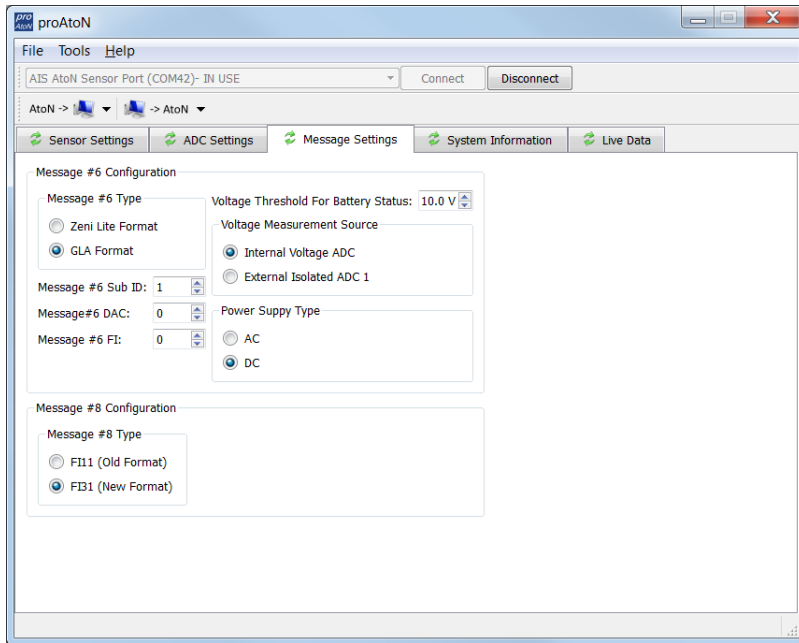 pro AtoN proAtoN
File Tools Help
AIS AtoN Sensor Port (COM42)- IN USE Connect Disconnect
AtoN -> -> AtoN
Sensor Settings ADC Settings Message Settings System Information Live Data
Message #6 Configuration
Message #6 Type
Zeni Lite Format
GLA Format
Message #6 Sub ID: 1
Message#6 DAC: 0
Message #6 FI: 0
Voltage Threshold For Battery Status: 10.0 V
Voltage Measurement Source
Internal Voltage ADC
External Isolated ADC 1
Power Suppy Type
AC
DC
Message #8 Configuration
Message #8 Type
FI11 (Old Format)
FI31 (New Format)